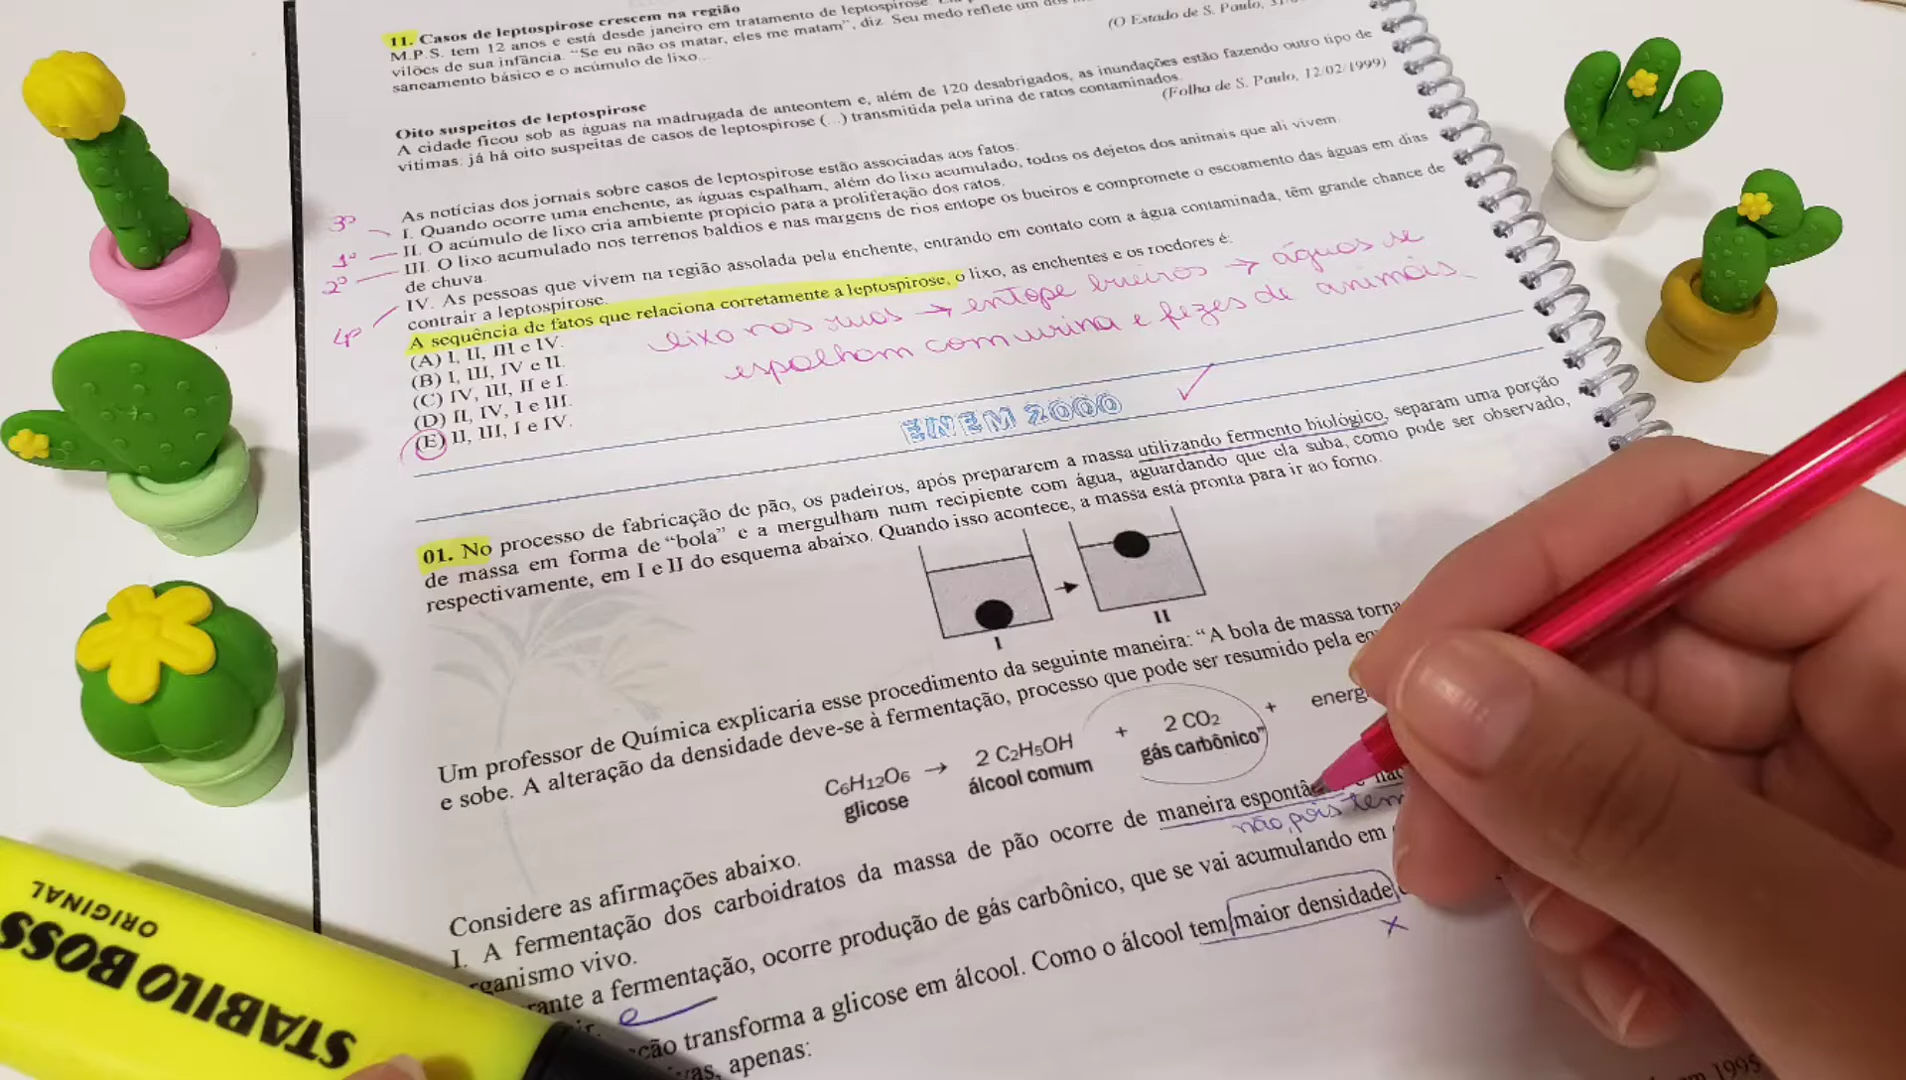 11. Casos de leptospirose crescem na região
M.P.S. tem 12 anos e está desde janeiro em tratamento de leptospirose.
vilões de sua infância. "Se eu não os matar, eles me matam", diz. Seu medo reflete um dos
saneamento básico e o acúmulo de lixo...
(O Estado de S. Paulo,
Oito suspeitos de leptospirose
A cidade ficou sob as águas na madrugada de anteontem e, além de 120 desabrigados, as inundações estão fazendo outro tipo de
vítimas: já há oito suspeitas de casos de leptospirose (...) transmitida pela urina de ratos contaminados.
(Folha de S. Paulo, 12/02/1999)
As notícias dos jornais sobre casos de leptospirose estão associadas aos fatos:
3º I. Quando ocorre uma enchente, as águas espalham, além do lixo acumulado, todos os dejetos dos animais que ali vivem.
1º II. O acúmulo de lixo cria ambiente propício para a proliferação dos ratos.
2º III. O lixo acumulado nos terrenos baldios e nas margens de rios entope os bueiros e compromete o escoamento das águas em dias
de chuva.
4º IV. As pessoas que vivem na região assolada pela enchente, entrando em contato com a água contaminada, têm grande chance de
contrair a leptospirose.
A sequência de fatos que relaciona corretamente a leptospirose, o lixo, as enchentes e os roedores é:
(A) I, II, III e IV.
(B) I, III, IV e II.
(C) IV, III, II e I.
(D) II, IV, I e III.
(E) II, III, I e IV.
lixo nas ruas → entope bueiros → águas se
espalham com urina e fezes de animais.
ENEM 2000
01. No processo de fabricação de pão, os padeiros, após prepararem a massa utilizando fermento biológico, separam uma porção
de massa em forma de "bola" e a mergulham num recipiente com água, aguardando que ela suba, como pode ser observado,
respectivamente, em I e II do esquema abaixo. Quando isso acontece, a massa está pronta para ir ao forno.
I
II
Um professor de Química explicaria esse procedimento da seguinte maneira: "A bola de massa torna
e sobe. A alteração da densidade deve-se à fermentação, processo que pode ser resumido pela
C6H12O6 → 2 C2H5OH + 2 CO2 + energ
glicose álcool comum gás carbônico"
Considere as afirmações abaixo.
I. A fermentação dos carboidratos da massa de pão ocorre de maneira espontâ
não, pois tem
rganismo vivo.
rante a fermentação, ocorre produção de gás carbônico, que se vai acumulando em
ir. e
ção transforma a glicose em álcool. Como o álcool tem maior densidade
x
vas, apenas:
1995
STABILO BOSS
ORIGINAL